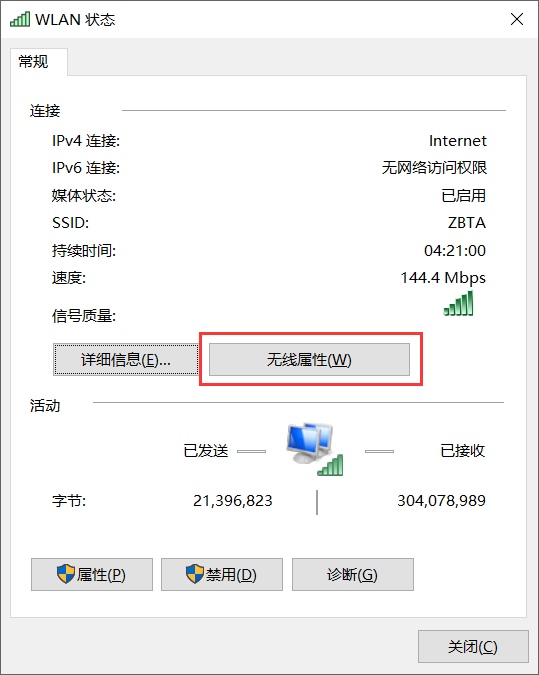 WLAN 状态
常规
连接
IPv4 连接: Internet
IPv6 连接: 无网络访问权限
媒体状态: 已启用
SSID: ZBTA
持续时间: 04:21:00
速度: 144.4 Mbps
信号质量:
详细信息(E)... 无线属性(W)
活动
已发送 已接收
字节: 21,396,823 304,078,989
属性(P) 禁用(D) 诊断(G)
关闭(C)